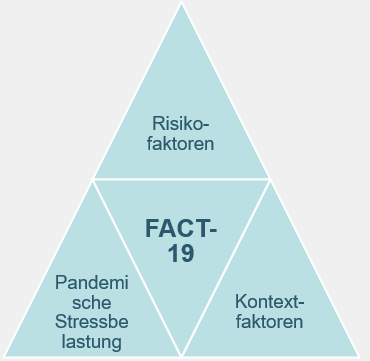 Risiko-
faktoren
FACT-
19
Pandemi
sche
Stressbe
lastung
Kontext-
faktoren